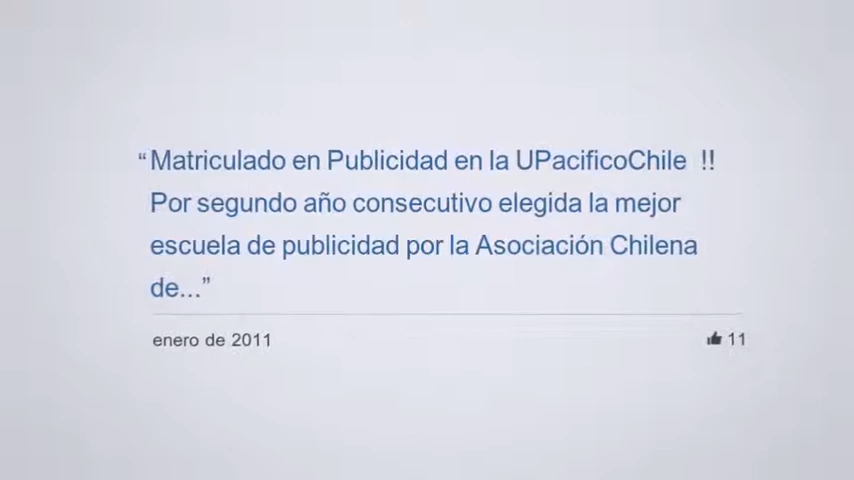 “Matriculado en Publicidad en la UPacificoChile !!
Por segundo año consecutivo elegida la mejor
escuela de publicidad por la Asociación Chilena
de...”
enero de 2011 11